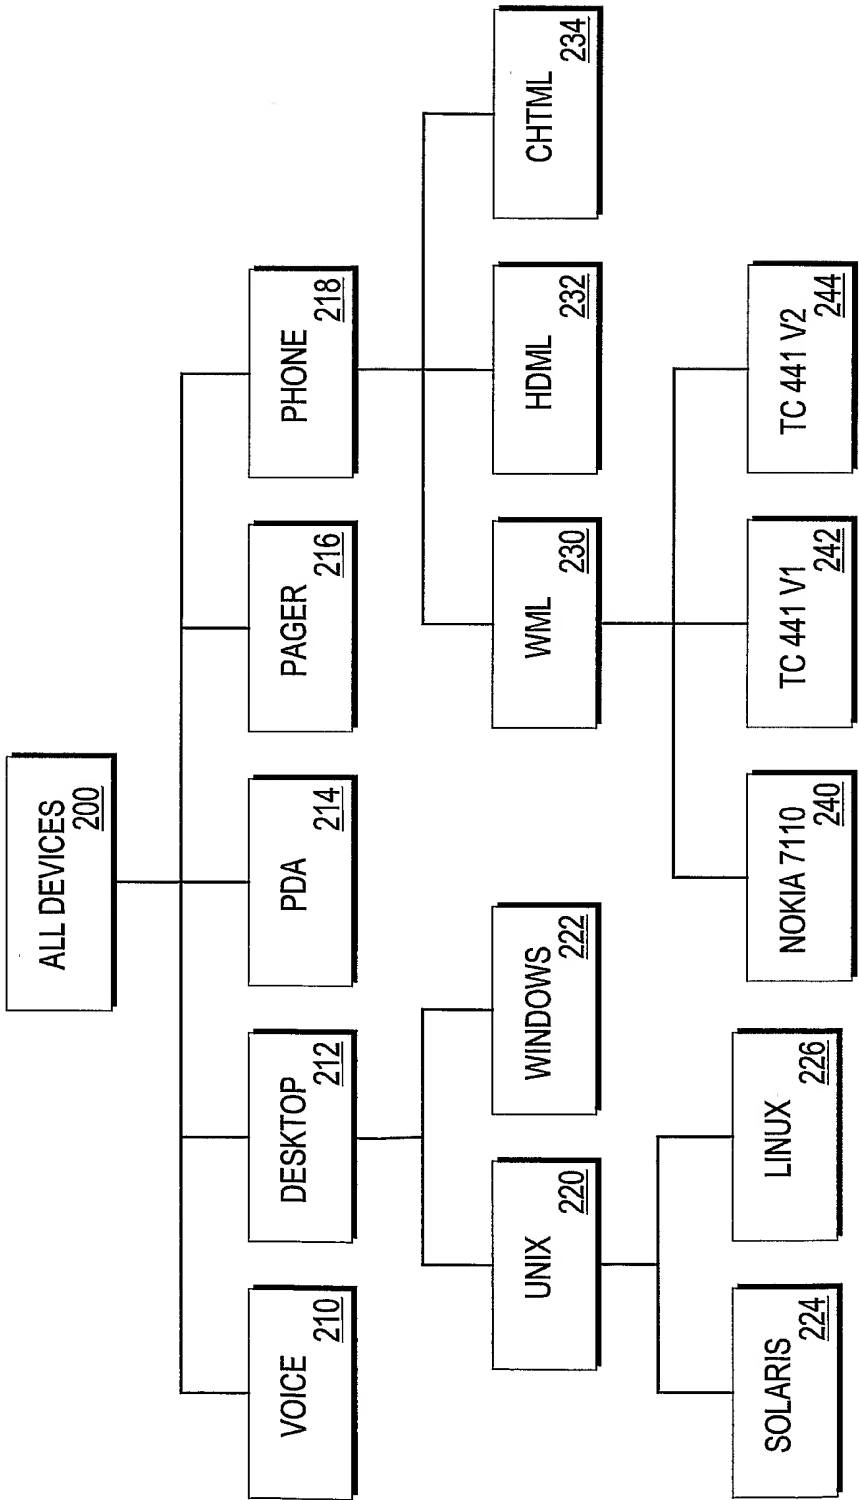 ALL DEVICES
200
VOICE
210
DESKTOP
212
PDA
214
PAGER
216
PHONE
218
UNIX
220
WINDOWS
222
WML
230
HDML
232
CHTML
234
SOLARIS
224
LINUX
226
NOKIA 7110
240
TC 441 V1
242
TC 441 V2
244